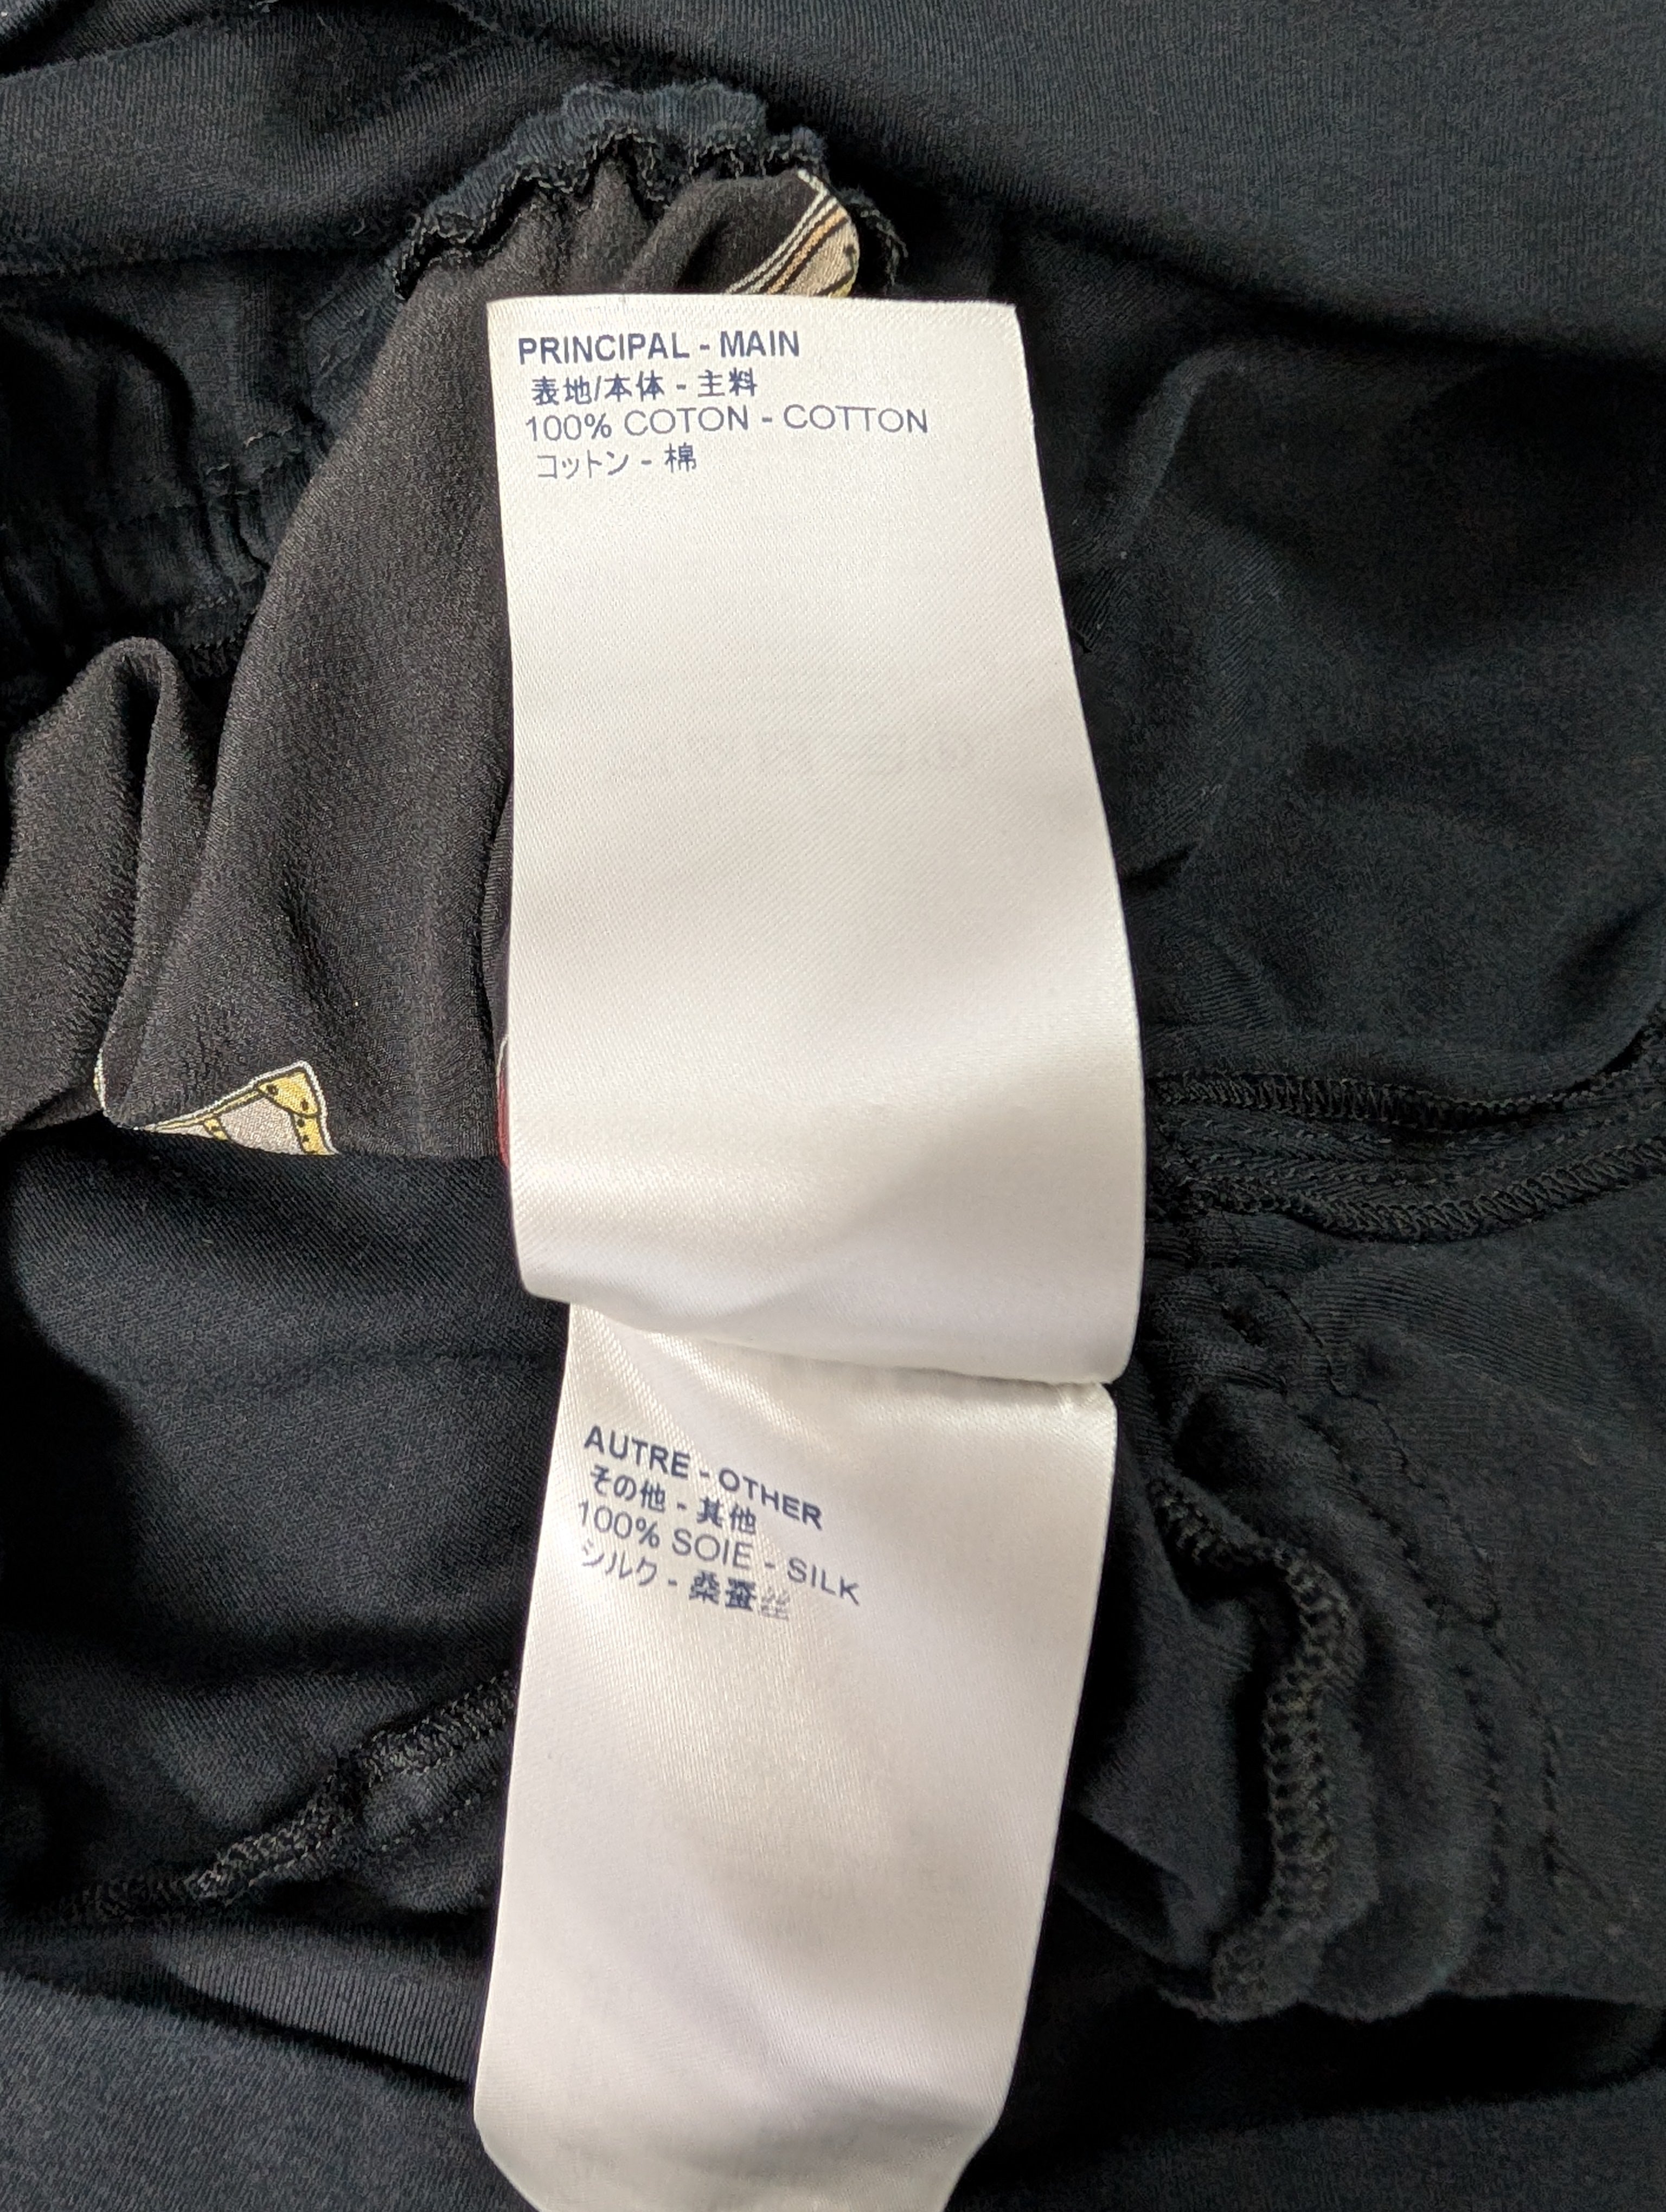 PRINCIPAL - MAIN
表地/本体 - 主料
100% COTON - COTTON
コットン - 棉
AUTRE - OTHER
その他 - 其他
100% SOIE - SILK
シルク - 桑蚕丝